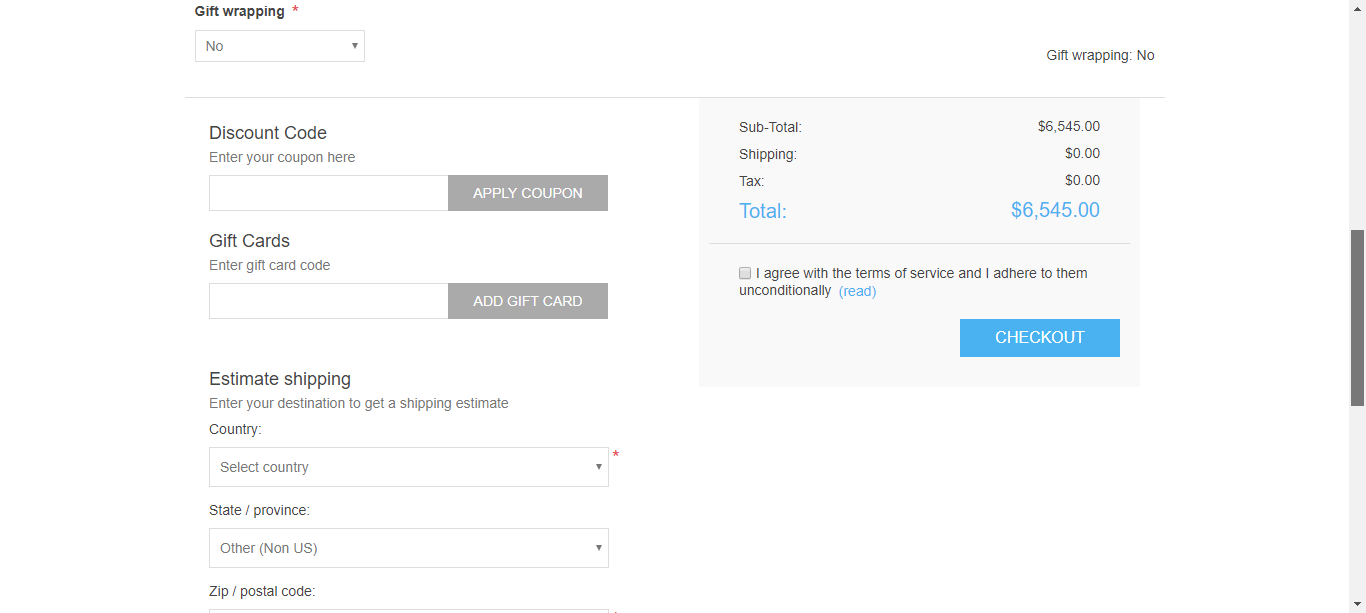 Gift wrapping *
No
Gift wrapping: No
Discount Code
Enter your coupon here
APPLY COUPON
Gift Cards
Enter gift card code
ADD GIFT CARD
Estimate shipping
Enter your destination to get a shipping estimate
Country:
Select country
*
State / province:
Other (Non US)
Zip / postal code:
Sub-Total: $6,545.00
Shipping: $0.00
Tax: $0.00
Total: $6,545.00
I agree with the terms of service and I adhere to them
unconditionally (read)
CHECKOUT